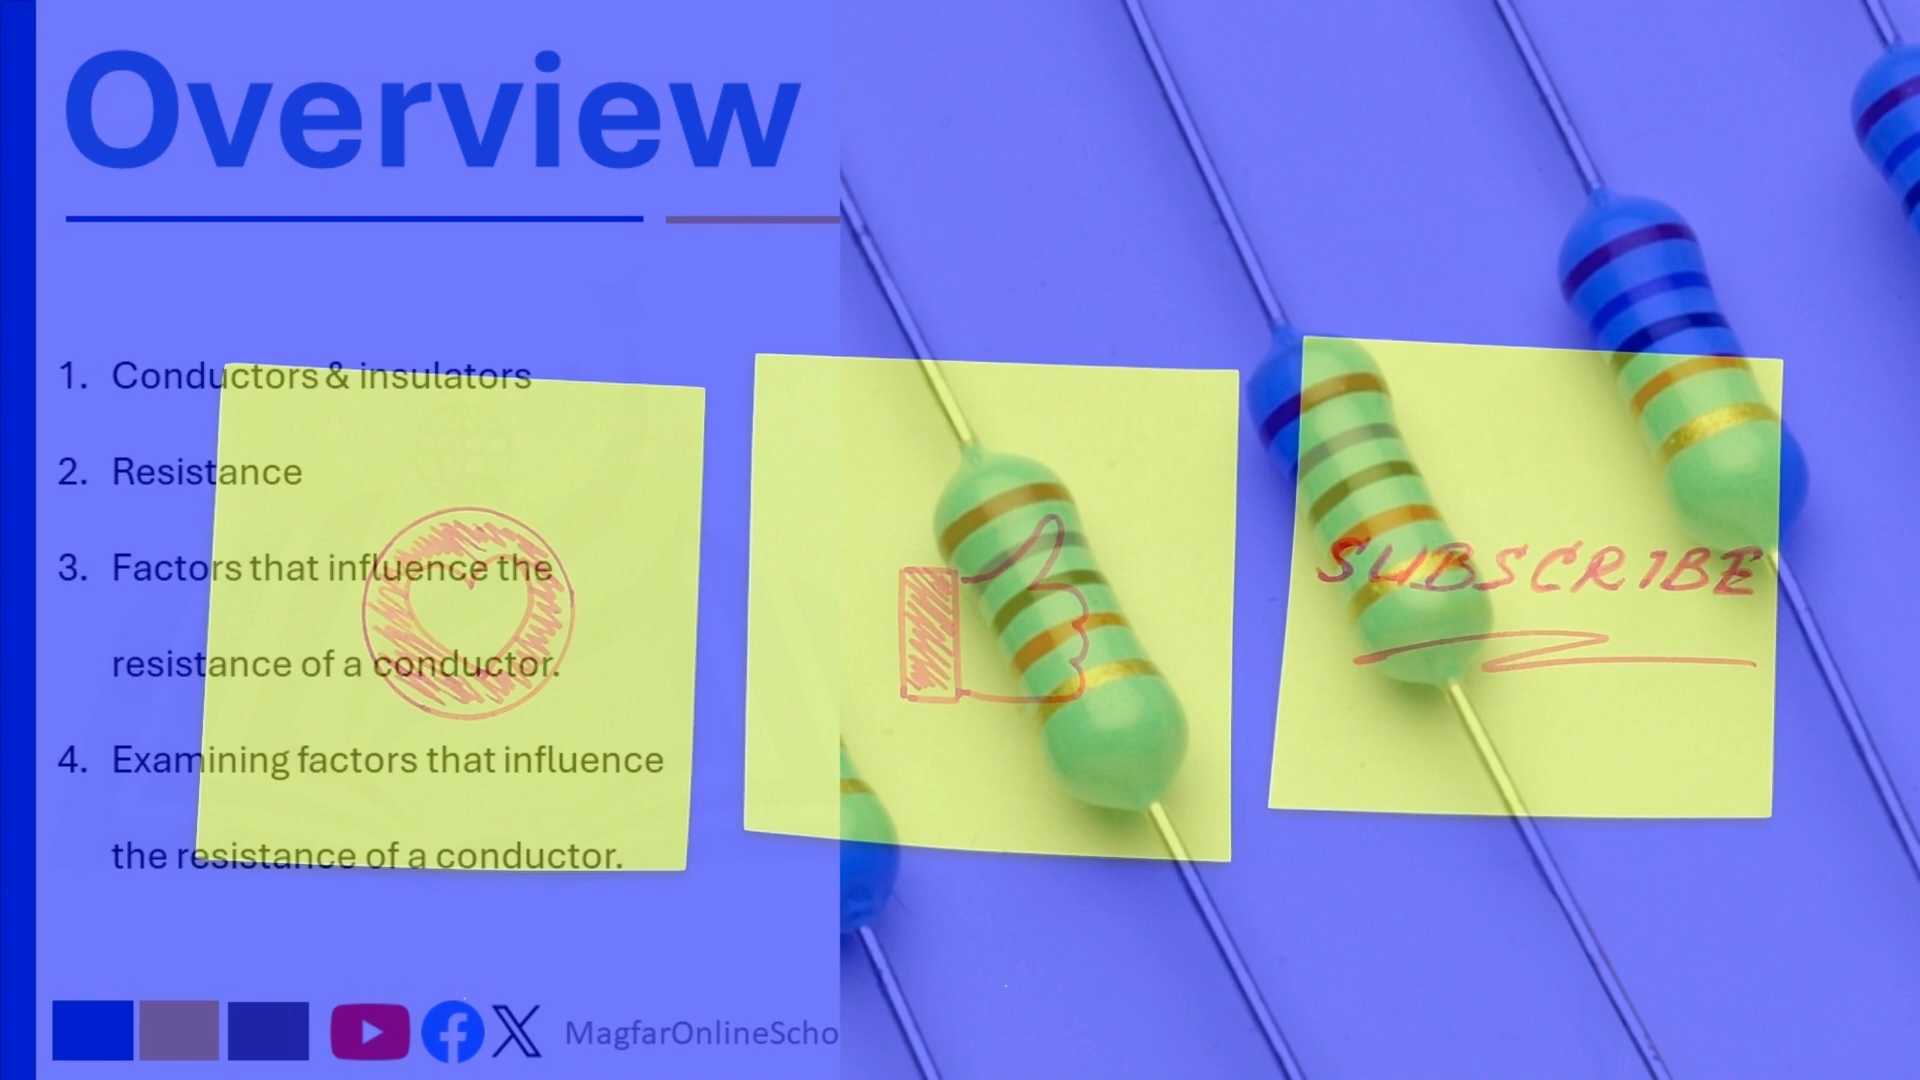 Overview
1. Conductors & insulators
2. Resistance
3. Factors that influence the
resistance of a conductor.
4. Examining factors that influence
the resistance of a conductor.
SUBSCRIBE
MagfarOnlineScho